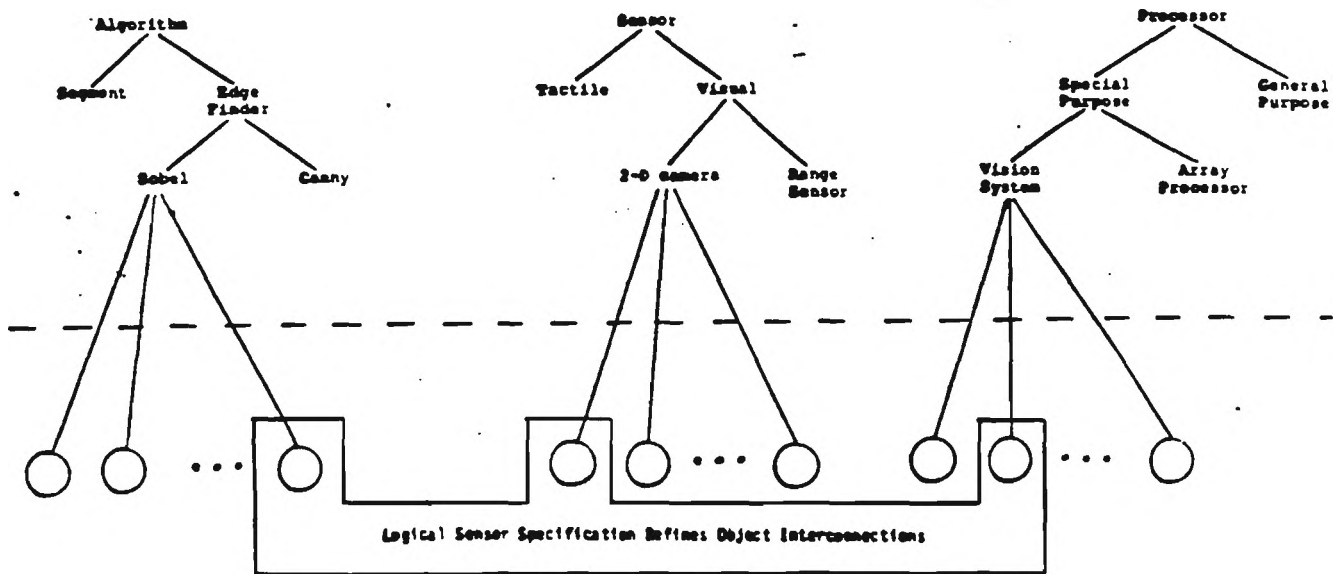 Algorithm
Sensor
Processor
Segment
Edge
Finder
Tactile
Visual
Special
Purpose
General
Purpose
Sobel
Canny
2-D camera
Range
Sensor
Vision
System
Array
Processor
Logical Sensor Specification Defines Object Interconnections